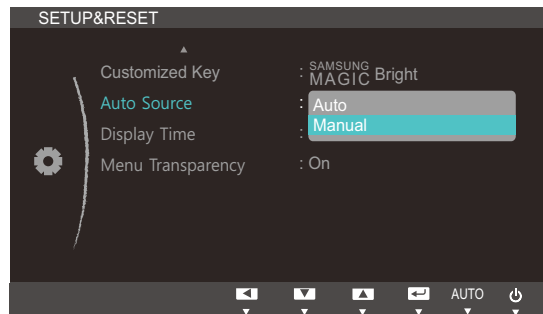 SETUP&RESET
Customized Key : SAMSUNG MAGIC Bright
Auto Source : Auto
Manual
Display Time :
Menu Transparency : On
AUTO